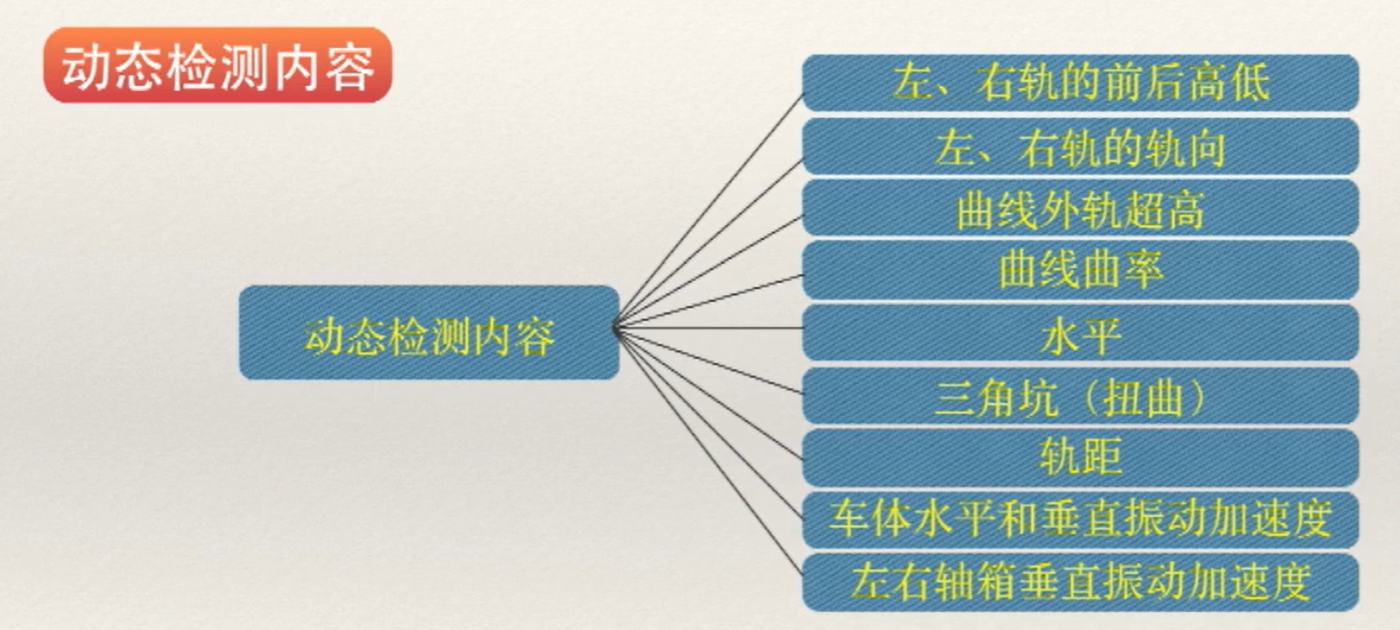 动态检测内容
左、右轨的前后高低
左、右轨的轨向
曲线外轨超高
曲线曲率
动态检测内容
水平
三角坑（扭曲）
轨距
车体水平和垂直振动加速度
左右轴箱垂直振动加速度